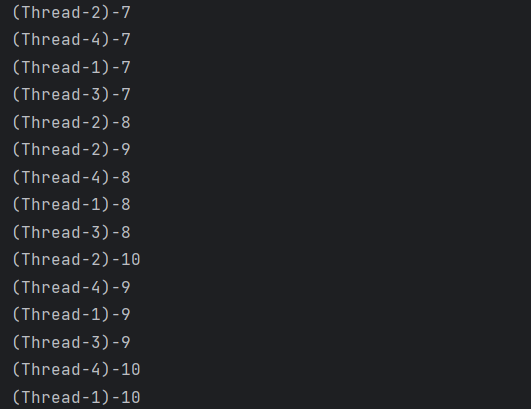 (Thread-2)-7
(Thread-4)-7
(Thread-1)-7
(Thread-3)-7
(Thread-2)-8
(Thread-2)-9
(Thread-4)-8
(Thread-1)-8
(Thread-3)-8
(Thread-2)-10
(Thread-4)-9
(Thread-1)-9
(Thread-3)-9
(Thread-4)-10
(Thread-1)-10